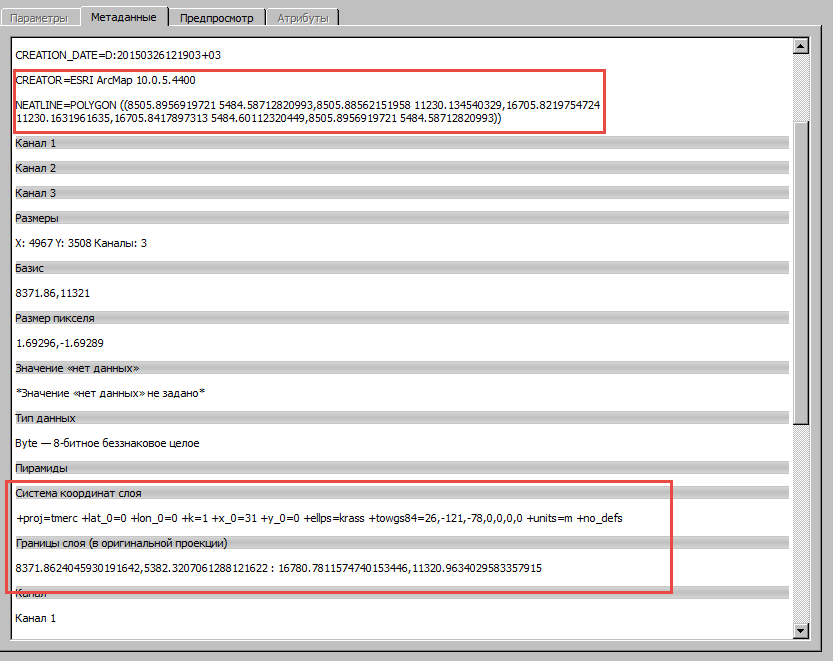 Параметры Метаданные Предпросмотр Атрибуты
CREATION_DATE=D:20150326121903+03
CREATOR=ESRI ArcMap 10.0.5.4400
NEATLINE=POLYGON ((8505.8956919721 5484.58712820993,8505.88562151958 11230.134540329,16705.8219754724
11230.1631961635,16705.8417897313 5484.60112320449,8505.8956919721 5484.58712820993))
Канал 1
Канал 2
Канал 3
Размеры
X: 4967 Y: 3508 Каналы: 3
Базис
8371.86,11321
Размер пикселя
1.69296,-1.69289
Значение «нет данных»
*Значение «нет данных» не задано*
Тип данных
Byte — 8-битное беззнаковое целое
Пирамиды
Система координат слоя
+proj=tmerc +lat_0=0 +lon_0=0 +k=1 +x_0=31 +y_0=0 +ellps=krass +towgs84=26,-121,-78,0,0,0,0 +units=m +no_defs
Границы слоя (в оригинальной проекции)
8371.8624045930191642,5382.3207061288121622 : 16780.7811574740153446,11320.9634029583357915
Канал
Канал 1